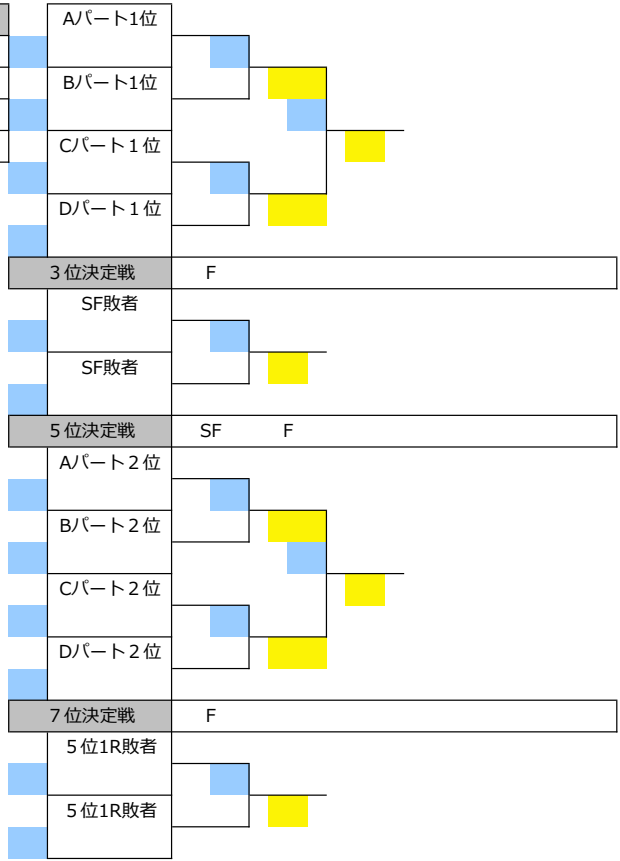 Aパート1位
Bパート1位
Cパート１位
Dパート１位
３位決定戦 F
SF敗者
SF敗者
５位決定戦 SF F
Aパート２位
Bパート２位
Cパート２位
Dパート２位
７位決定戦 F
５位1R敗者
５位1R敗者